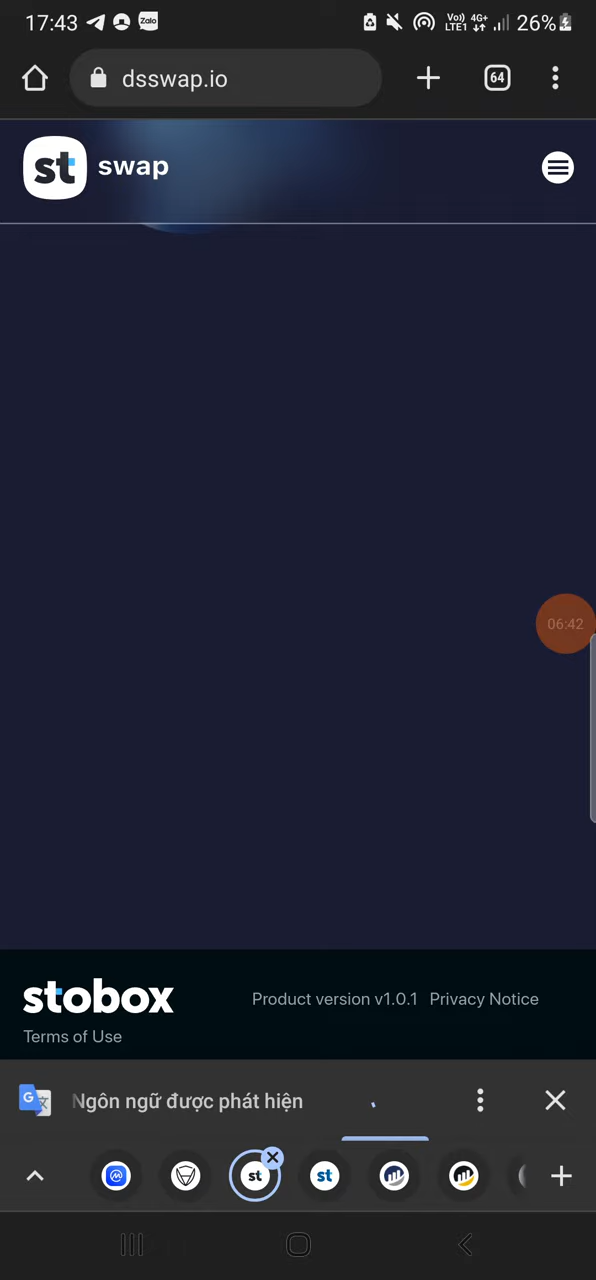 17:43 Zalo Vo)) 4G+ LTE1 26%
dsswap.io 64
st swap
06:42
stobox Product version v1.0.1 Privacy Notice
Terms of Use
G 文 Ngôn ngữ được phát hiện
st st